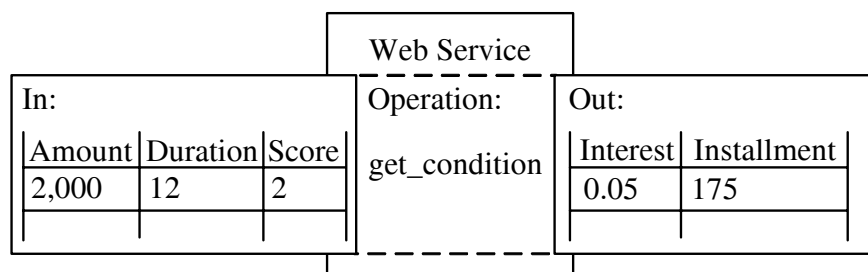 Web Service
In:
Amount Duration Score
2,000 12 2
Operation:
get_condition
Out:
Interest Installment
0.05 175